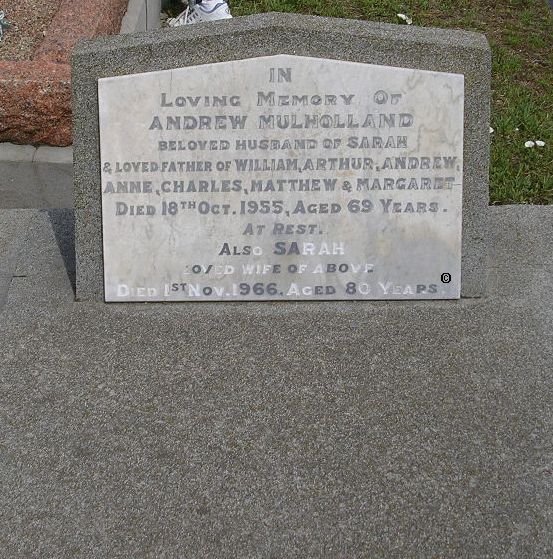 IN
LOVING MEMORY OF
ANDREW MULHOLLAND
BELOVED HUSBAND OF SARAH
& LOVED FATHER OF WILLIAM, ARTHUR, ANDREW,
ANNE, CHARLES, MATTHEW & MARGARET
DIED 18TH OCT. 1955, AGED 69 YEARS.
AT REST.
ALSO SARAH
LOVED WIFE OF ABOVE
DIED 1ST NOV. 1966, AGED 80 YEARS.
©